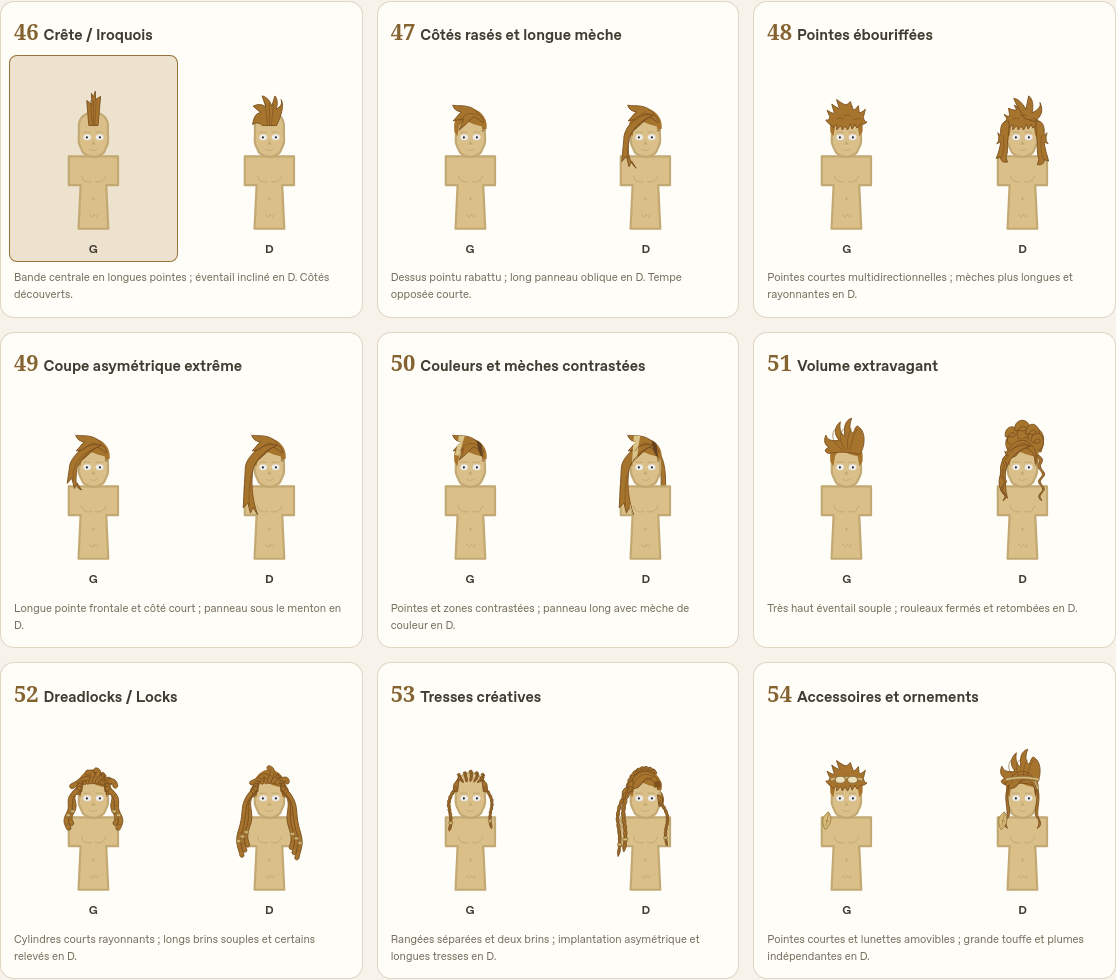 46 Crête / Iroquois
G
D
Bande centrale en longues pointes ; éventail incliné en D. Côtés
découverts.
47 Côtés rasés et longue mèche
G
D
Dessus pointu rabattu ; long panneau oblique en D. Tempe
opposée courte.
48 Pointes ébouriffées
G
D
Pointes courtes multidirectionnelles ; mèches plus longues et
rayonnantes en D.
49 Coupe asymétrique extrême
G
D
Longue pointe frontale et côté court ; panneau sous le menton en
D.
50 Couleurs et mèches contrastées
G
D
Pointes et zones contrastées ; panneau long avec mèche de
couleur en D.
51 Volume extravagant
G
D
Très haut éventail souple ; rouleaux fermés et retombées en D.
52 Dreadlocks / Locks
G
D
Cylindres courts rayonnants ; longs brins souples et certains
relevés en D.
53 Tresses créatives
G
D
Rangées séparées et deux brins ; implantation asymétrique et
longues tresses en D.
54 Accessoires et ornements
G
D
Pointes courtes et lunettes amovibles ; grande touffe et plumes
indépendantes en D.